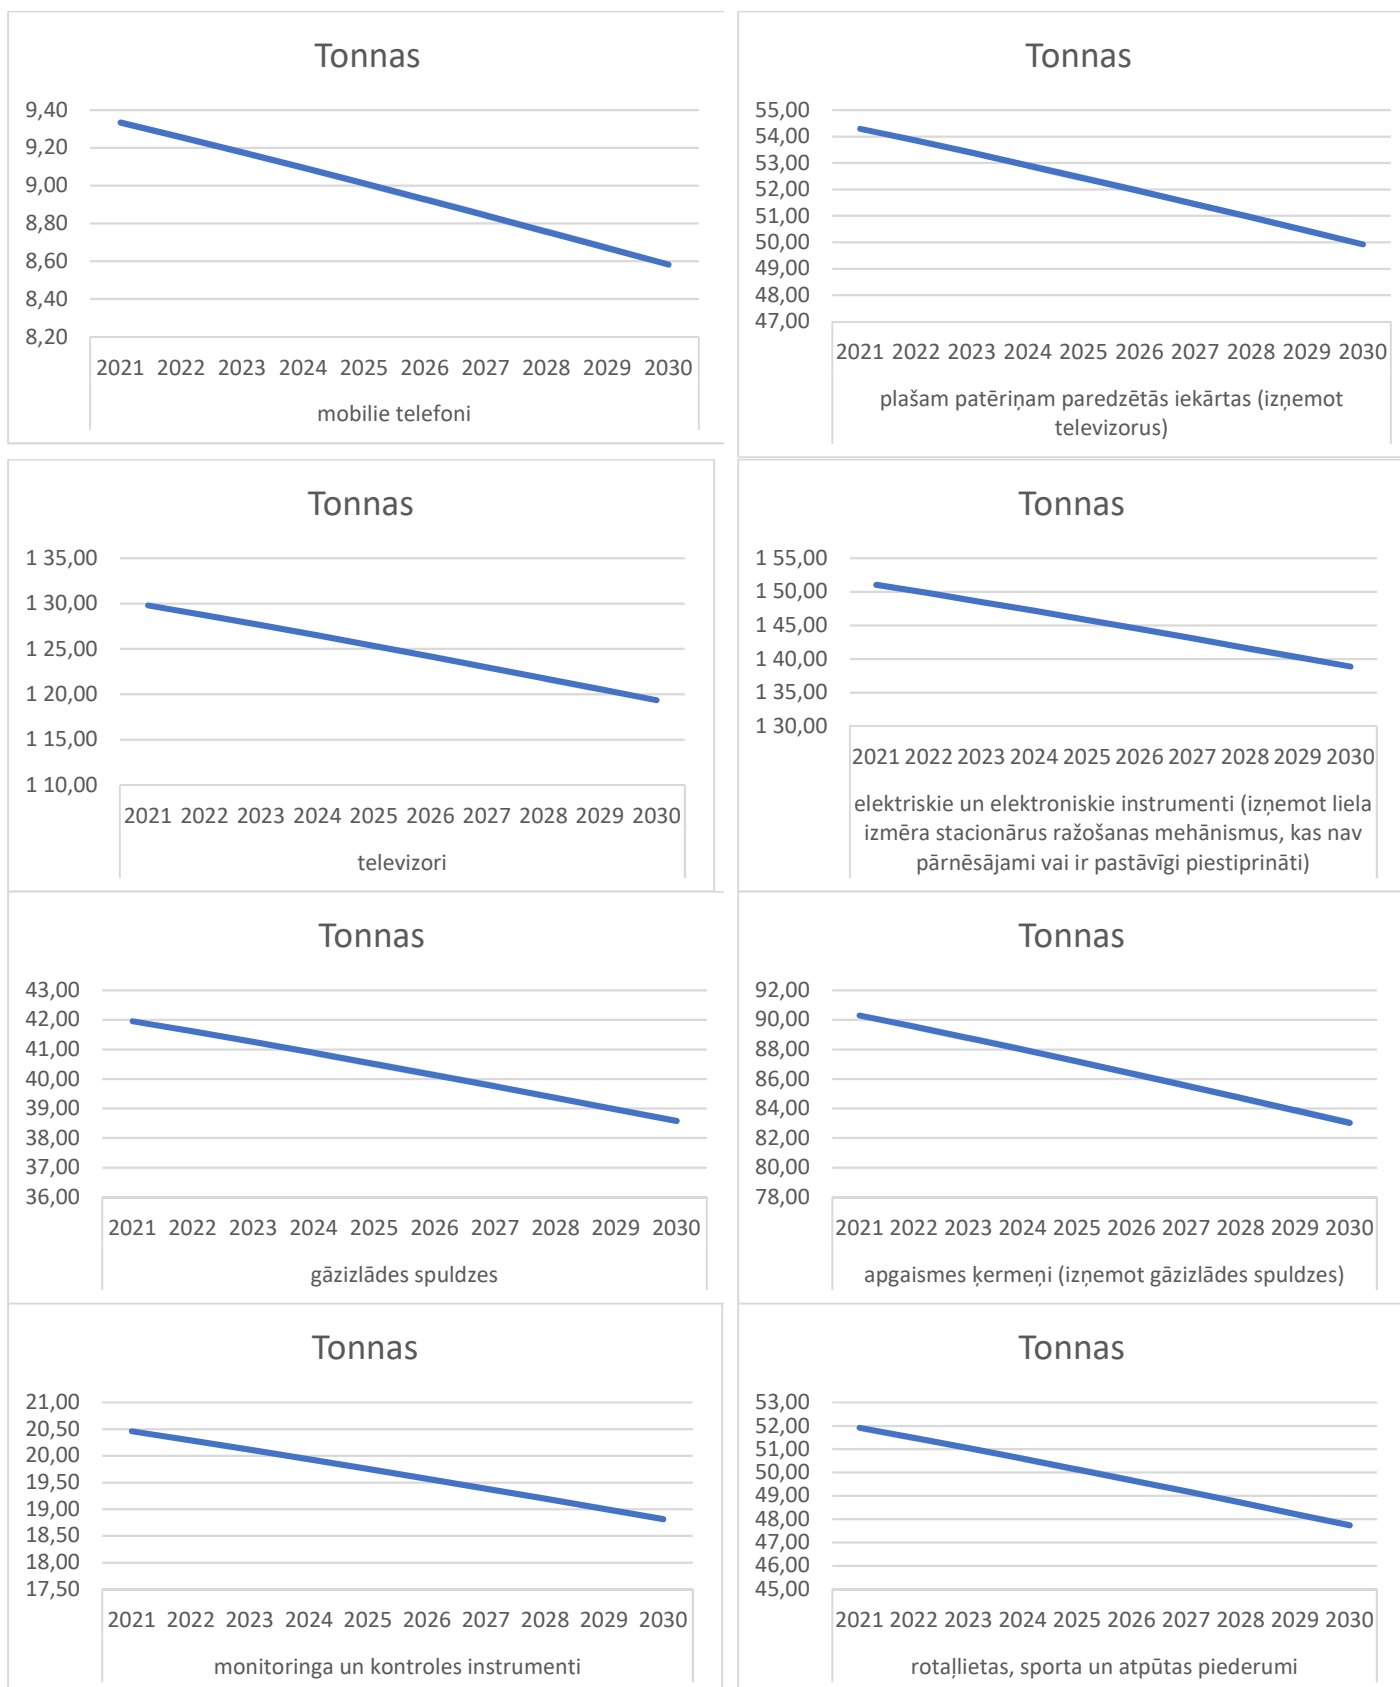 Tonnas
9,40
9,20
9,00
8,80
8,60
8,40
8,20
2021 2022 2023 2024 2025 2026 2027 2028 2029 2030
mobilie telefoni
Tonnas
55,00
54,00
53,00
52,00
51,00
50,00
49,00
48,00
47,00
2021 2022 2023 2024 2025 2026 2027 2028 2029 2030
plašam patēriņam paredzētās iekārtas (izņemot
televizorus)
Tonnas
1 35,00
1 30,00
1 25,00
1 20,00
1 15,00
1 10,00
2021 2022 2023 2024 2025 2026 2027 2028 2029 2030
televizori
Tonnas
1 55,00
1 50,00
1 45,00
1 40,00
1 35,00
1 30,00
2021 2022 2023 2024 2025 2026 2027 2028 2029 2030
elektriskie un elektroniskie instrumenti (izņemot liela
izmēra stacionārus ražošanas mehānismus, kas nav
pārnēsājami vai ir pastāvīgi piestiprināti)
Tonnas
43,00
42,00
41,00
40,00
39,00
38,00
37,00
36,00
2021 2022 2023 2024 2025 2026 2027 2028 2029 2030
gāzizlādes spuldzes
Tonnas
92,00
90,00
88,00
86,00
84,00
82,00
80,00
78,00
2021 2022 2023 2024 2025 2026 2027 2028 2029 2030
apgaismes ķermeņi (izņemot gāzizlādes spuldzes)
Tonnas
21,00
20,50
20,00
19,50
19,00
18,50
18,00
17,50
2021 2022 2023 2024 2025 2026 2027 2028 2029 2030
monitoringa un kontroles instrumenti
Tonnas
53,00
52,00
51,00
50,00
49,00
48,00
47,00
46,00
45,00
2021 2022 2023 2024 2025 2026 2027 2028 2029 2030
rotaļlietas, sporta un atpūtas piederumi